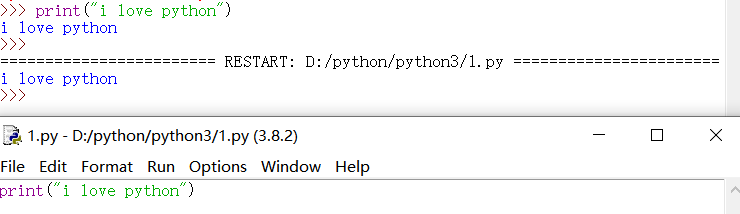 >>> print("i love python")
i love python
>>>
======================== RESTART: D:/python/python3/1.py =======================
i love python
>>>
1.py - D:/python/python3/1.py (3.8.2)
File Edit Format Run Options Window Help
print("i love python")